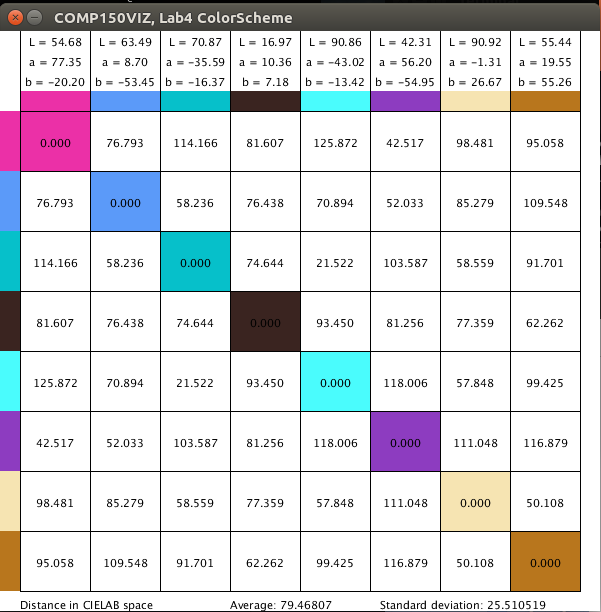 COMP150VIZ, Lab4 ColorScheme
L = 54.68 L = 63.49 L = 70.87 L = 16.97 L = 90.86 L = 42.31 L = 90.92 L = 55.44
a = 77.35 a = 8.70 a = −35.59 a = 10.36 a = −43.02 a = 56.20 a = −1.31 a = 19.55
b = −20.20 b = −53.45 b = −16.37 b = 7.18 b = −13.42 b = −54.95 b = 26.67 b = 55.26
0.000 76.793 114.166 81.607 125.872 42.517 98.481 95.058
76.793 0.000 58.236 76.438 70.894 52.033 85.279 109.548
114.166 58.236 0.000 74.644 21.522 103.587 58.559 91.701
81.607 76.438 74.644 0.000 93.450 81.256 77.359 62.262
125.872 70.894 21.522 93.450 0.000 118.006 57.848 99.425
42.517 52.033 103.587 81.256 118.006 0.000 111.048 116.879
98.481 85.279 58.559 77.359 57.848 111.048 0.000 50.108
95.058 109.548 91.701 62.262 99.425 116.879 50.108 0.000
Distance in CIELAB space Average: 79.46807 Standard deviation: 25.510519